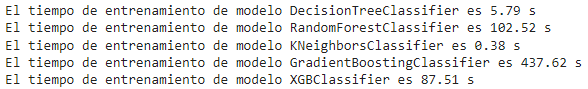 El tiempo de entrenamiento de modelo DecisionTreeClassifier es 5.79 s
El tiempo de entrenamiento de modelo RandomForestClassifier es 102.52 s
El tiempo de entrenamiento de modelo KNeighborsClassifier es 0.38 s
El tiempo de entrenamiento de modelo GradientBoostingClassifier es 437.62 s
El tiempo de entrenamiento de modelo XGBClassifier es 87.51 s